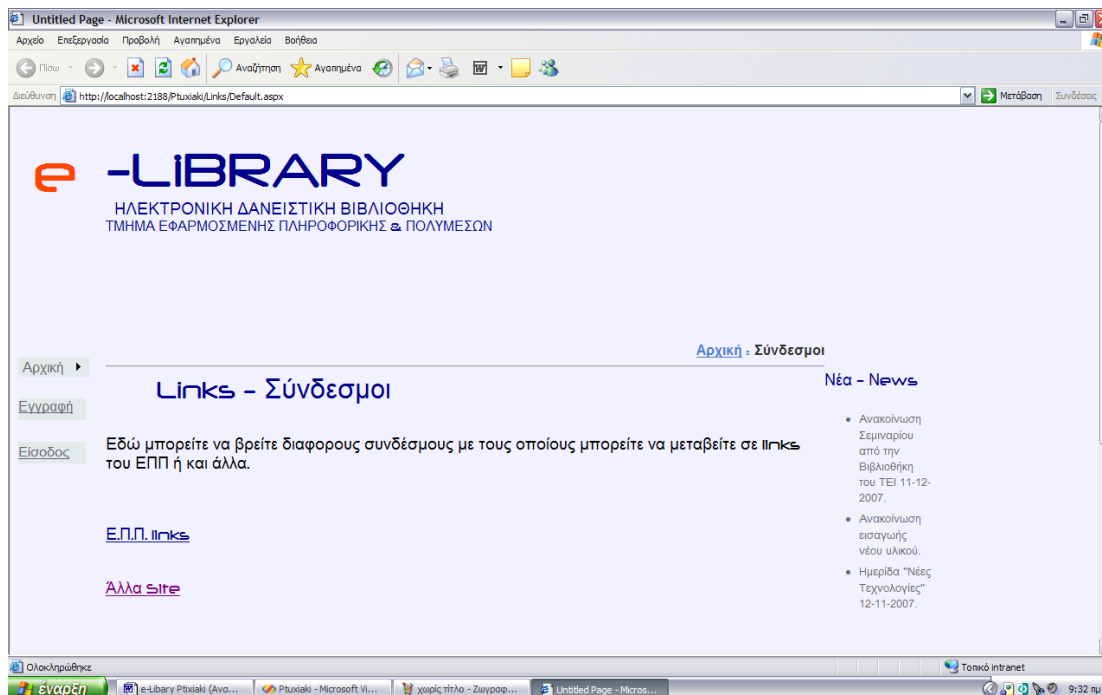 Untitled Page - Microsoft Internet Explorer
Αρχείο Επεξεργασία Προβολή Αγαπημένα Εργαλεία Βοήθεια
Πίσω Αναζήτηση Αγαπημένα
Διεύθυνση http://localhost:2188/Ptuxiaki/Links/Default.aspx Μετάβαση Συνδέσεις
e -LiBRARY
ΗΛΕΚΤΡΟΝΙΚΗ ΔΑΝΕΙΣΤΙΚΗ ΒΙΒΛΙΟΘΗΚΗ
ΤΜΗΜΑ ΕΦΑΡΜΟΣΜΕΝΗΣ ΠΛΗΡΟΦΟΡΙΚΗΣ & ΠΟΛΥΜΕΣΩΝ
Αρχική : Σύνδεσμοι
Αρχική
Εγγραφή
Είσοδος
Links - Σύνδεσμοι
Εδώ μπορείτε να βρείτε διαφορους συνδέσμους με τους οποίους μπορείτε να μεταβείτε σε links
του ΕΠΠ ή και άλλα.
Ε.Π.Π. links
Άλλα Site
Νέα - News
Ανακοίνωση
Σεμιναρίου
από την
Βιβλιοθήκη
του ΤΕΙ 11-12-
2007.
Ανακοίνωση
εισαγωγής
νέου υλικού.
Ημερίδα "Νέες
Τεχνολογίες"
12-11-2007.
Ολοκληρώθηκε Τοπικό intranet
έναρξη e-Libary Ptixiaki (Ανα... Ptuxiaki - Microsoft Vi... χωρίς τίτλο - Ζωγραφ... Untitled Page - Micros... 9:32 πμ